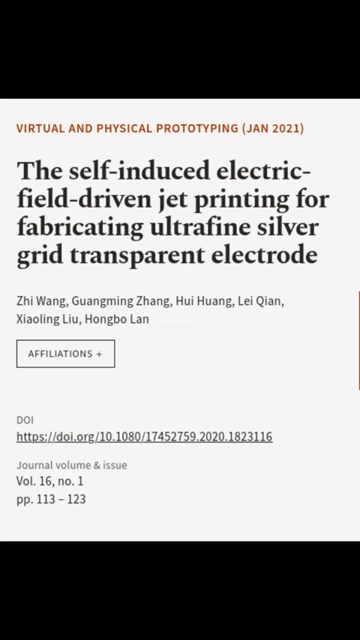 VIRTUAL AND PHYSICAL PROTOTYPING (JAN 2021)
The self-induced electric-
field-driven jet printing for
fabricating ultrafine silver
grid transparent electrode
Zhi Wang, Guangming Zhang, Hui Huang, Lei Qian,
Xiaoling Liu, Hongbo Lan
AFFILIATIONS +
DOI
https://doi.org/10.1080/17452759.2020.1823116
Journal volume & issue
Vol. 16, no. 1
pp. 113 – 123